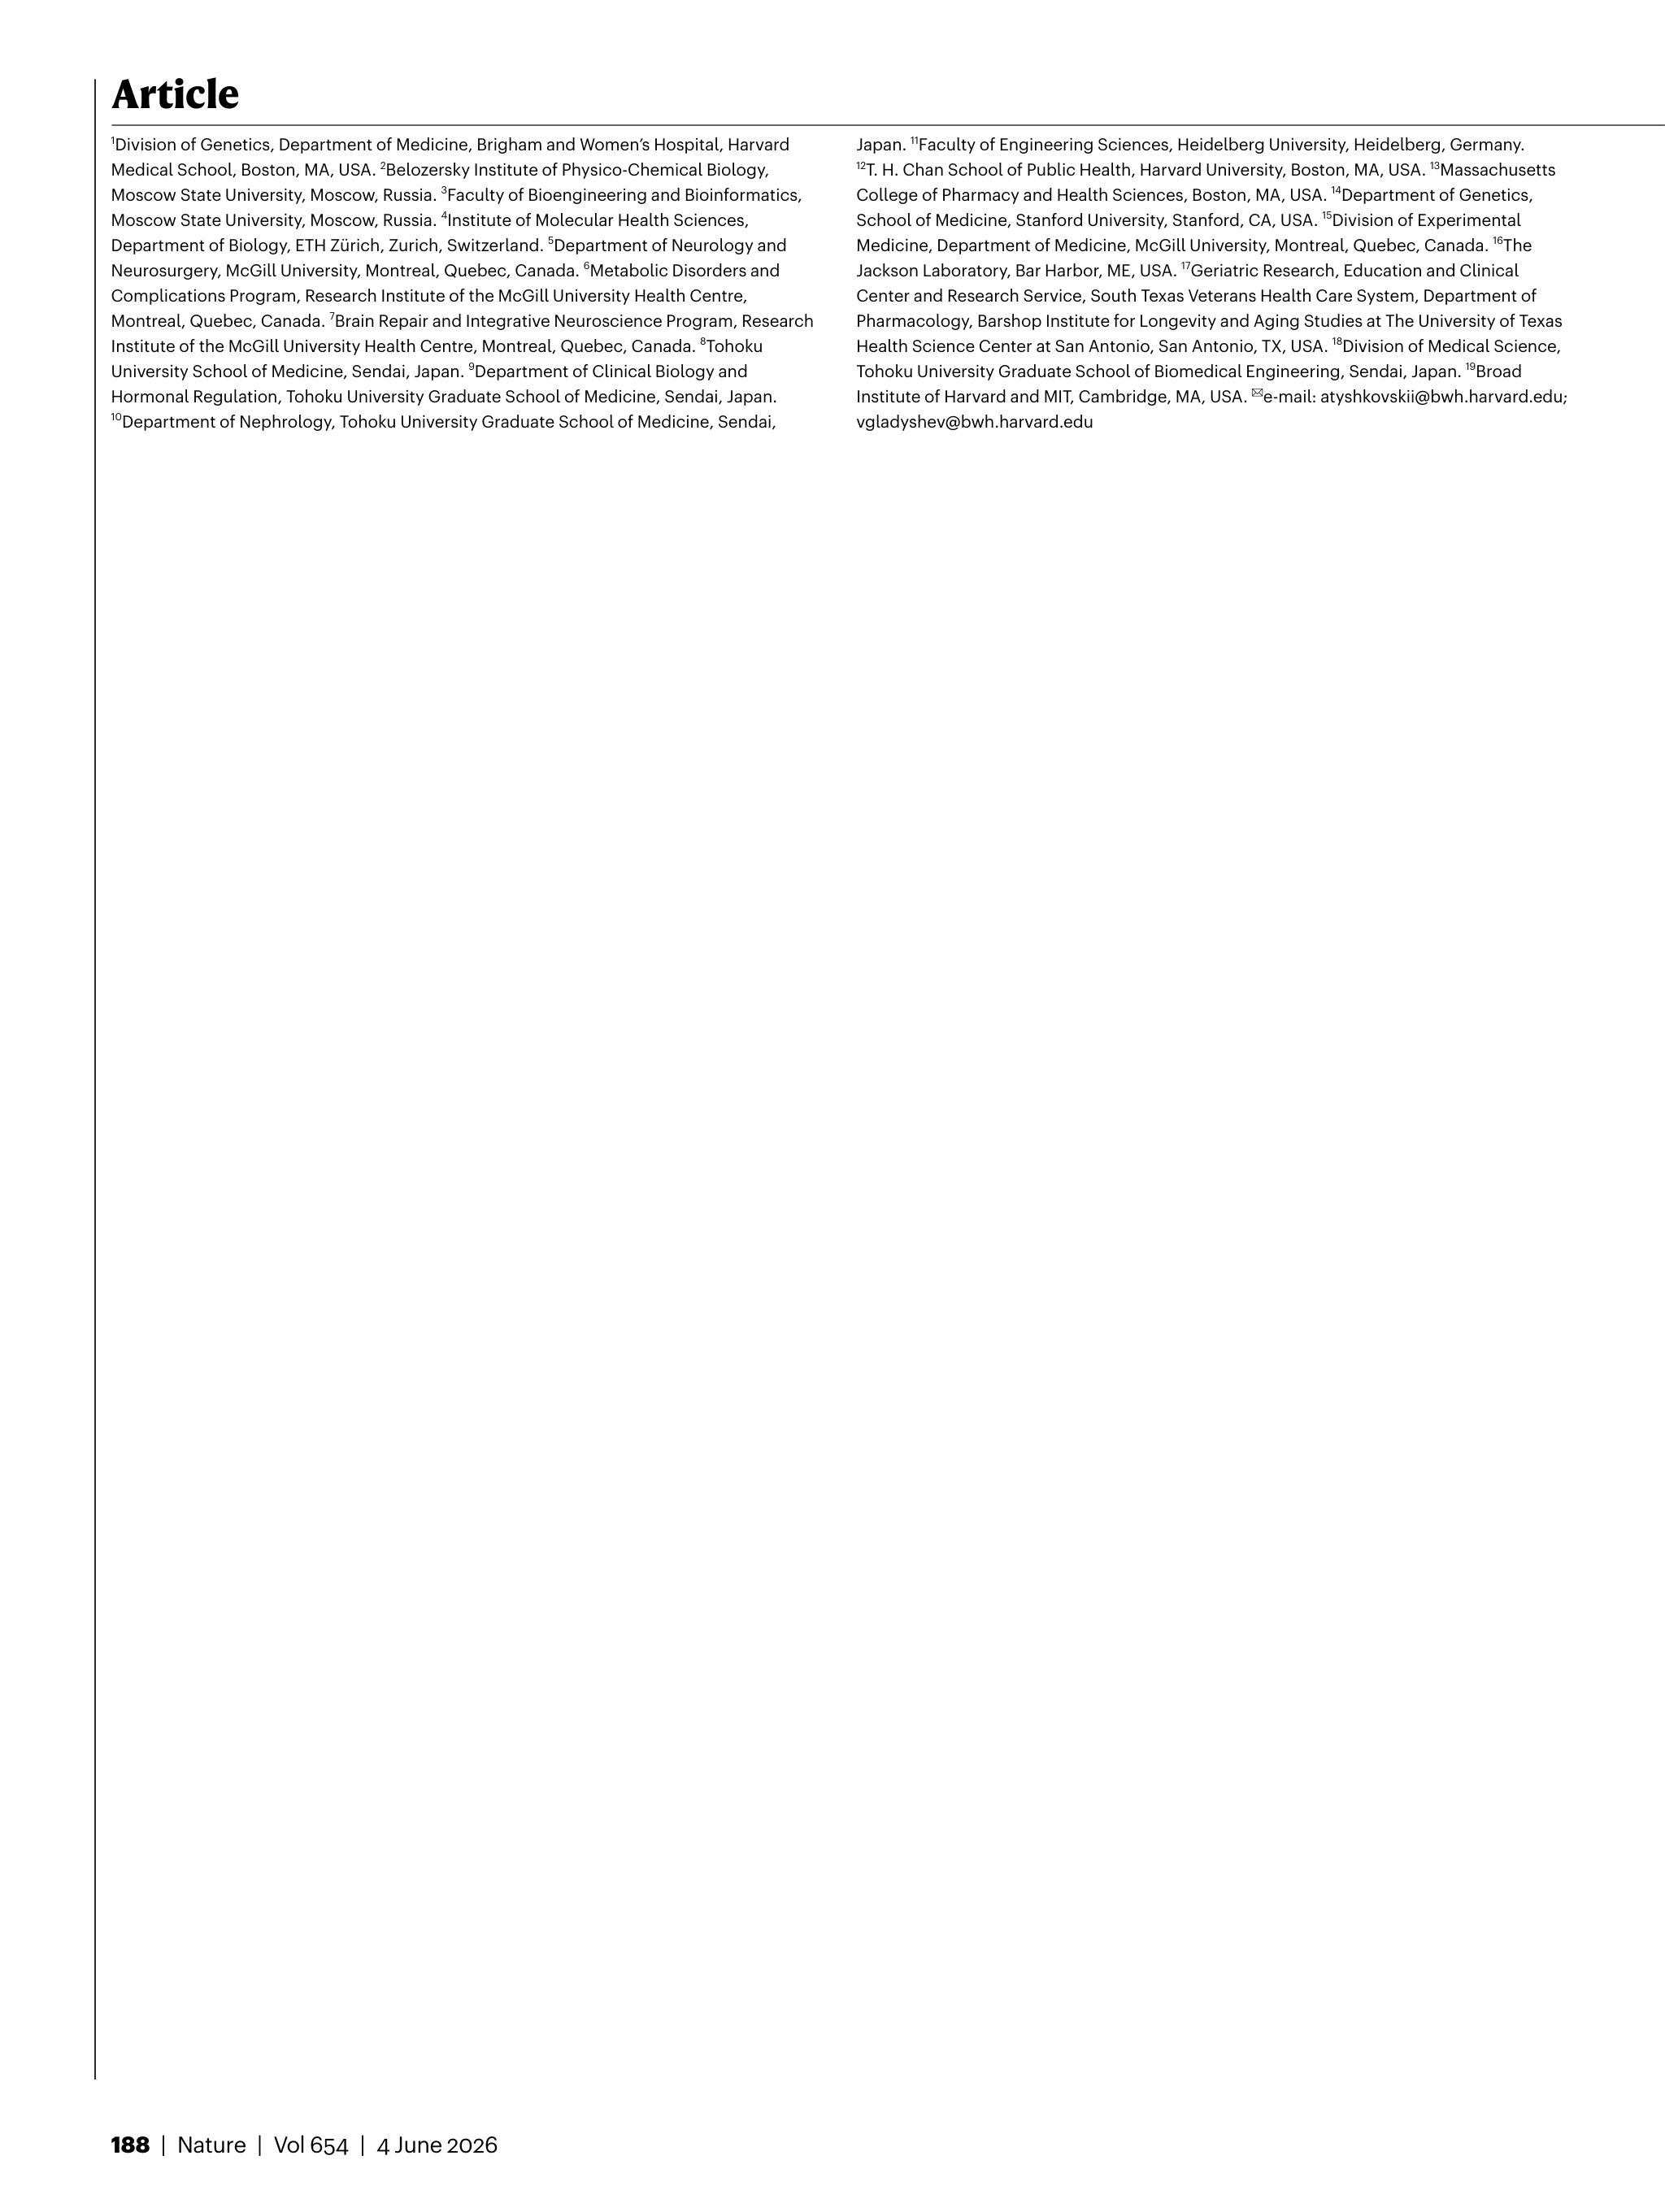 Article
¹Division of Genetics, Department of Medicine, Brigham and Women’s Hospital, Harvard
Medical School, Boston, MA, USA. ²Belozersky Institute of Physico-Chemical Biology,
Moscow State University, Moscow, Russia. ³Faculty of Bioengineering and Bioinformatics,
Moscow State University, Moscow, Russia. ⁴Institute of Molecular Health Sciences,
Department of Biology, ETH Zürich, Zurich, Switzerland. ⁵Department of Neurology and
Neurosurgery, McGill University, Montreal, Quebec, Canada. ⁶Metabolic Disorders and
Complications Program, Research Institute of the McGill University Health Centre,
Montreal, Quebec, Canada. ⁷Brain Repair and Integrative Neuroscience Program, Research
Institute of the McGill University Health Centre, Montreal, Quebec, Canada. ⁸Tohoku
University School of Medicine, Sendai, Japan. ⁹Department of Clinical Biology and
Hormonal Regulation, Tohoku University Graduate School of Medicine, Sendai, Japan.
¹⁰Department of Nephrology, Tohoku University Graduate School of Medicine, Sendai,
Japan. ¹¹Faculty of Engineering Sciences, Heidelberg University, Heidelberg, Germany.
¹²T. H. Chan School of Public Health, Harvard University, Boston, MA, USA. ¹³Massachusetts
College of Pharmacy and Health Sciences, Boston, MA, USA. ¹⁴Department of Genetics,
School of Medicine, Stanford University, Stanford, CA, USA. ¹⁵Division of Experimental
Medicine, Department of Medicine, McGill University, Montreal, Quebec, Canada. ¹⁶The
Jackson Laboratory, Bar Harbor, ME, USA. ¹⁷Geriatric Research, Education and Clinical
Center and Research Service, South Texas Veterans Health Care System, Department of
Pharmacology, Barshop Institute for Longevity and Aging Studies at The University of Texas
Health Science Center at San Antonio, San Antonio, TX, USA. ¹⁸Division of Medical Science,
Tohoku University Graduate School of Biomedical Engineering, Sendai, Japan. ¹⁹Broad
Institute of Harvard and MIT, Cambridge, MA, USA. ✉e-mail: atyshkovskii@bwh.harvard.edu;
vgladyshev@bwh.harvard.edu
188 | Nature | Vol 654 | 4 June 2026